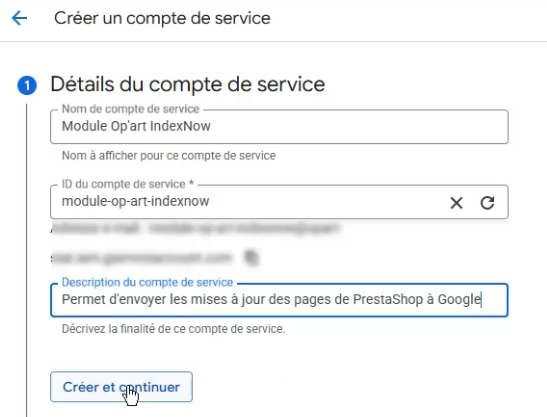 Créer un compte de service
1 Détails du compte de service
Nom de compte de service
Module Op'art IndexNow
Nom à afficher pour ce compte de service
ID du compte de service *
module-op-art-indexnow
Description du compte de service
Permet d'envoyer les mises à jour des pages de PrestaShop à Google
Décrivez la finalité de ce compte de service.
Créer et continuer